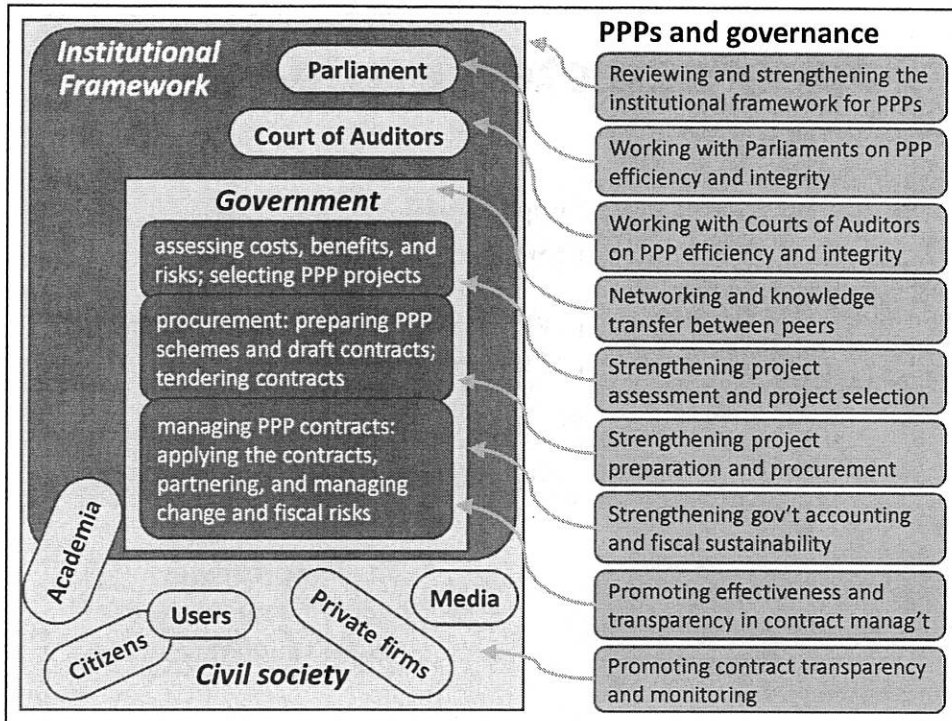 Institutional
Framework
Parliament
Court of Auditors
Government
assessing costs, benefits, and
risks; selecting PPP projects
procurement: preparing PPP
schemes and draft contracts;
tendering contracts
managing PPP contracts:
applying the contracts,
partnering, and managing
change and fiscal risks
Academia
Citizens
Users
Private firms
Media
Civil society
PPPs and governance
Reviewing and strengthening the
institutional framework for PPPs
Working with Parliaments on PPP
efficiency and integrity
Working with Courts of Auditors
on PPP efficiency and integrity
Networking and knowledge
transfer between peers
Strengthening project
assessment and project selection
Strengthening project
preparation and procurement
Strengthening gov't accounting
and fiscal sustainability
Promoting effectiveness and
transparency in contract manag't
Promoting contract transparency
and monitoring